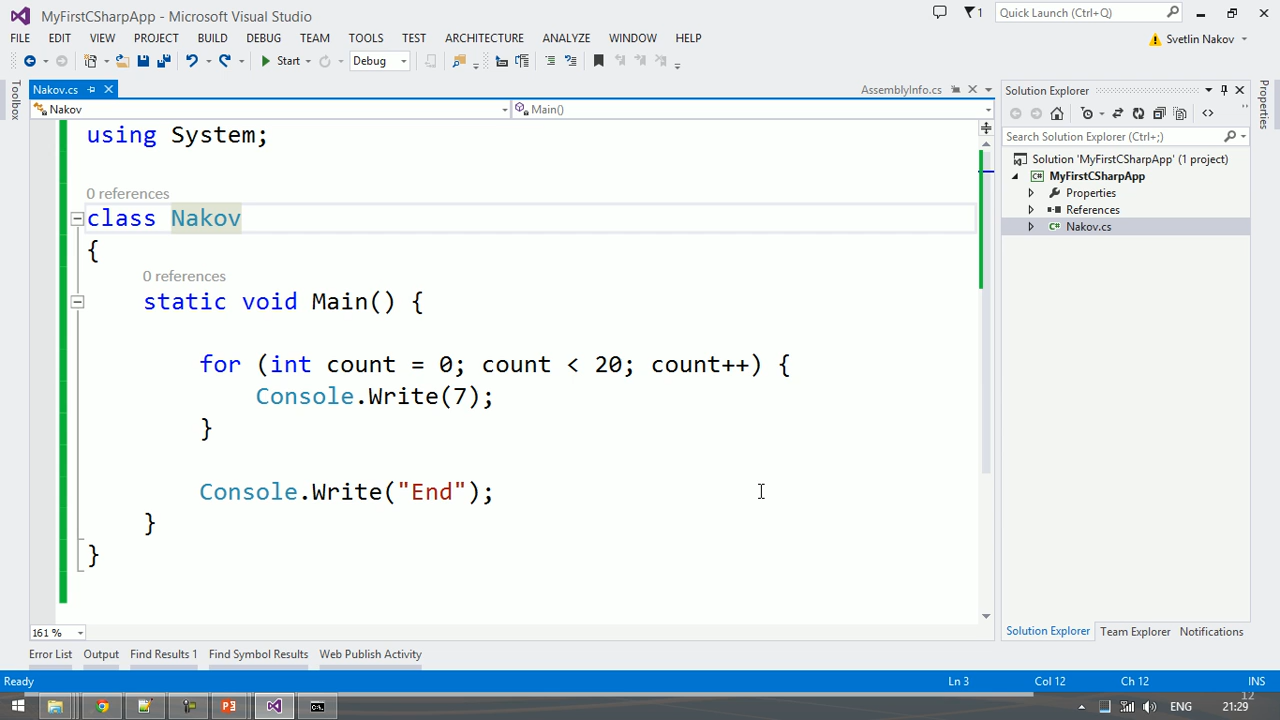 MyFirstCSharpApp - Microsoft Visual Studio
1
Quick Launch (Ctrl+Q)
FILE EDIT VIEW PROJECT BUILD DEBUG TEAM TOOLS TEST ARCHITECTURE ANALYZE WINDOW HELP
Svetlin Nakov
Start Debug
Toolbox
Nakov.cs
AssemblyInfo.cs
Nakov
Main()
using System;
0 references
class Nakov
{
0 references
static void Main() {
for (int count = 0; count < 20; count++) {
Console.Write(7);
}
Console.Write("End");
}
}
161 %
Solution Explorer
Search Solution Explorer (Ctrl+;)
Solution 'MyFirstCSharpApp' (1 project)
C# MyFirstCSharpApp
Properties
References
C# Nakov.cs
Solution Explorer Team Explorer Notifications
Properties
Error List Output Find Results 1 Find Symbol Results Web Publish Activity
Ready
Ln 3 Col 12 Ch 12 INS
12
ENG 21:29